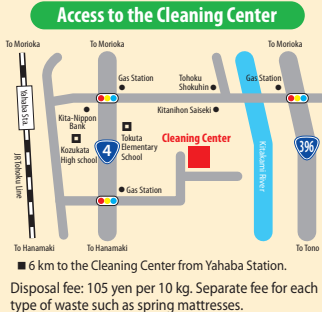 Access to the Cleaning Center
To Morioka
To Morioka
To Morioka
Gas Station
Tohoku
Shokuhin
Gas Station
Yahaba Sta.
Kita-Nippon
Bank
Kitanihon Saiseki
Kozukata
High school
4
Tokuta
Elementary
School
Cleaning Center
396
JR Tohoku Line
Kitakami River
Gas Station
To Hanamaki
To Hanamaki
To Tono
■ 6 km to the Cleaning Center from Yahaba Station.
Disposal fee: 105 yen per 10 kg. Separate fee for each
type of waste such as spring mattresses.